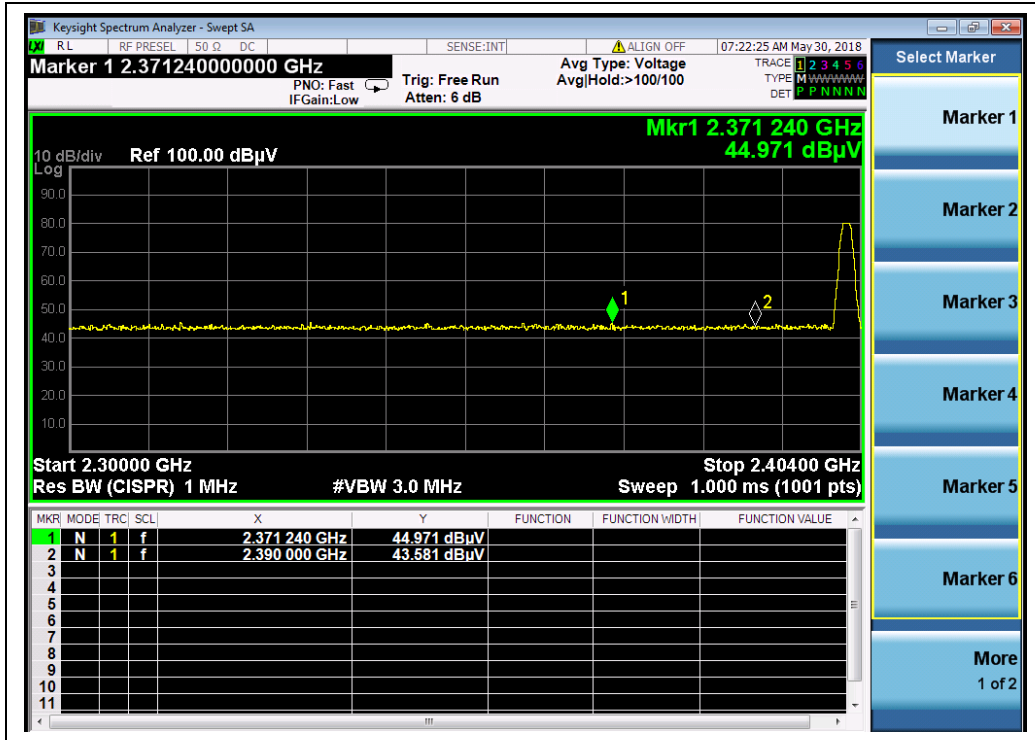 Keysight Spectrum Analyzer - Swept SA
LXI RL RF PRESEL 50 Ω DC SENSE:INT ALIGN OFF 07:22:25 AM May 30, 2018
Marker 1 2.371240000000 GHz
PNO: Fast
IFGain:Low
Trig: Free Run
Atten: 6 dB
Avg Type: Voltage
Avg|Hold:>100/100
TRACE 1 2 3 4 5 6
TYPE M WWWWW
DET P P N N N N
Mkr1 2.371 240 GHz
44.971 dBµV
10 dB/div Ref 100.00 dBµV
Log
90.0
80.0
70.0
60.0
50.0
40.0
30.0
20.0
10.0
1
2
Start 2.30000 GHz Stop 2.40400 GHz
Res BW (CISPR) 1 MHz #VBW 3.0 MHz Sweep 1.000 ms (1001 pts)
MKR MODE TRC SCL X Y FUNCTION FUNCTION WIDTH FUNCTION VALUE
1 N 1 f 2.371 240 GHz 44.971 dBµV
2 N 1 f 2.390 000 GHz 43.581 dBµV
3
4
5
6
7
8
9
10
11
Select Marker
Marker 1
Marker 2
Marker 3
Marker 4
Marker 5
Marker 6
More
1 of 2